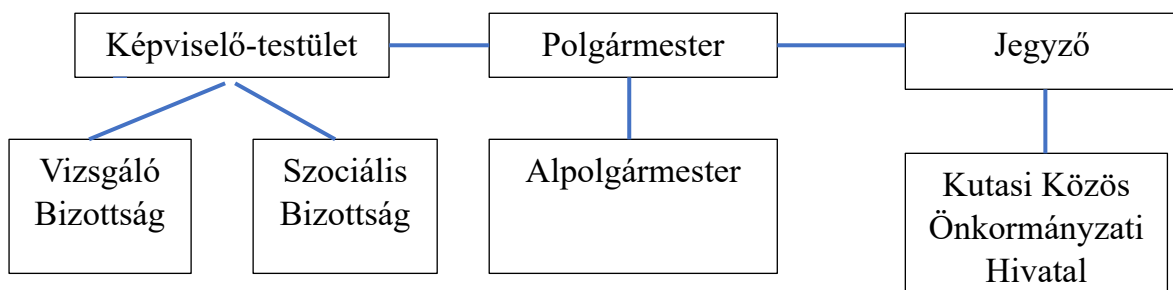 Képviselő-testület
Polgármester
Jegyző
Vizsgáló
Bizottság
Szociális
Bizottság
Alpolgármester
Kutasi Közös
Önkormányzati
Hivatal